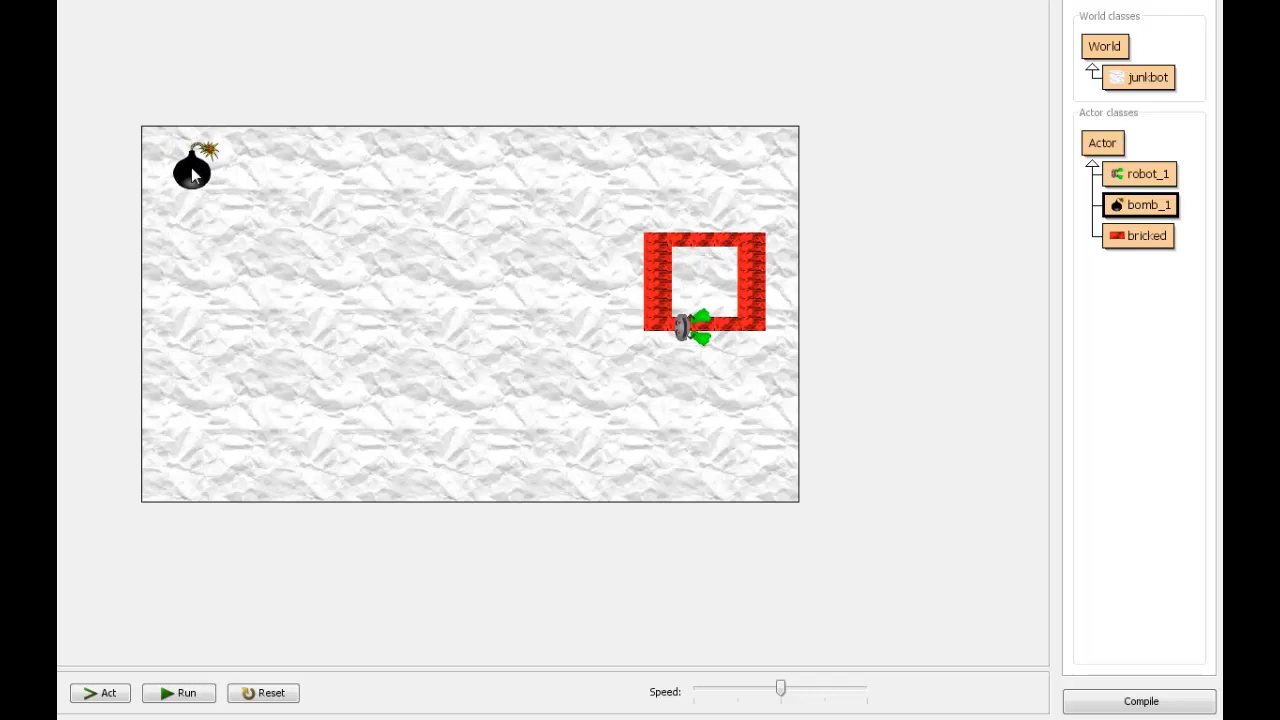 World classes
World
junkbot
Actor classes
Actor
robot_1
bomb_1
bricked
> Act
Run
Reset
Speed:
Compile